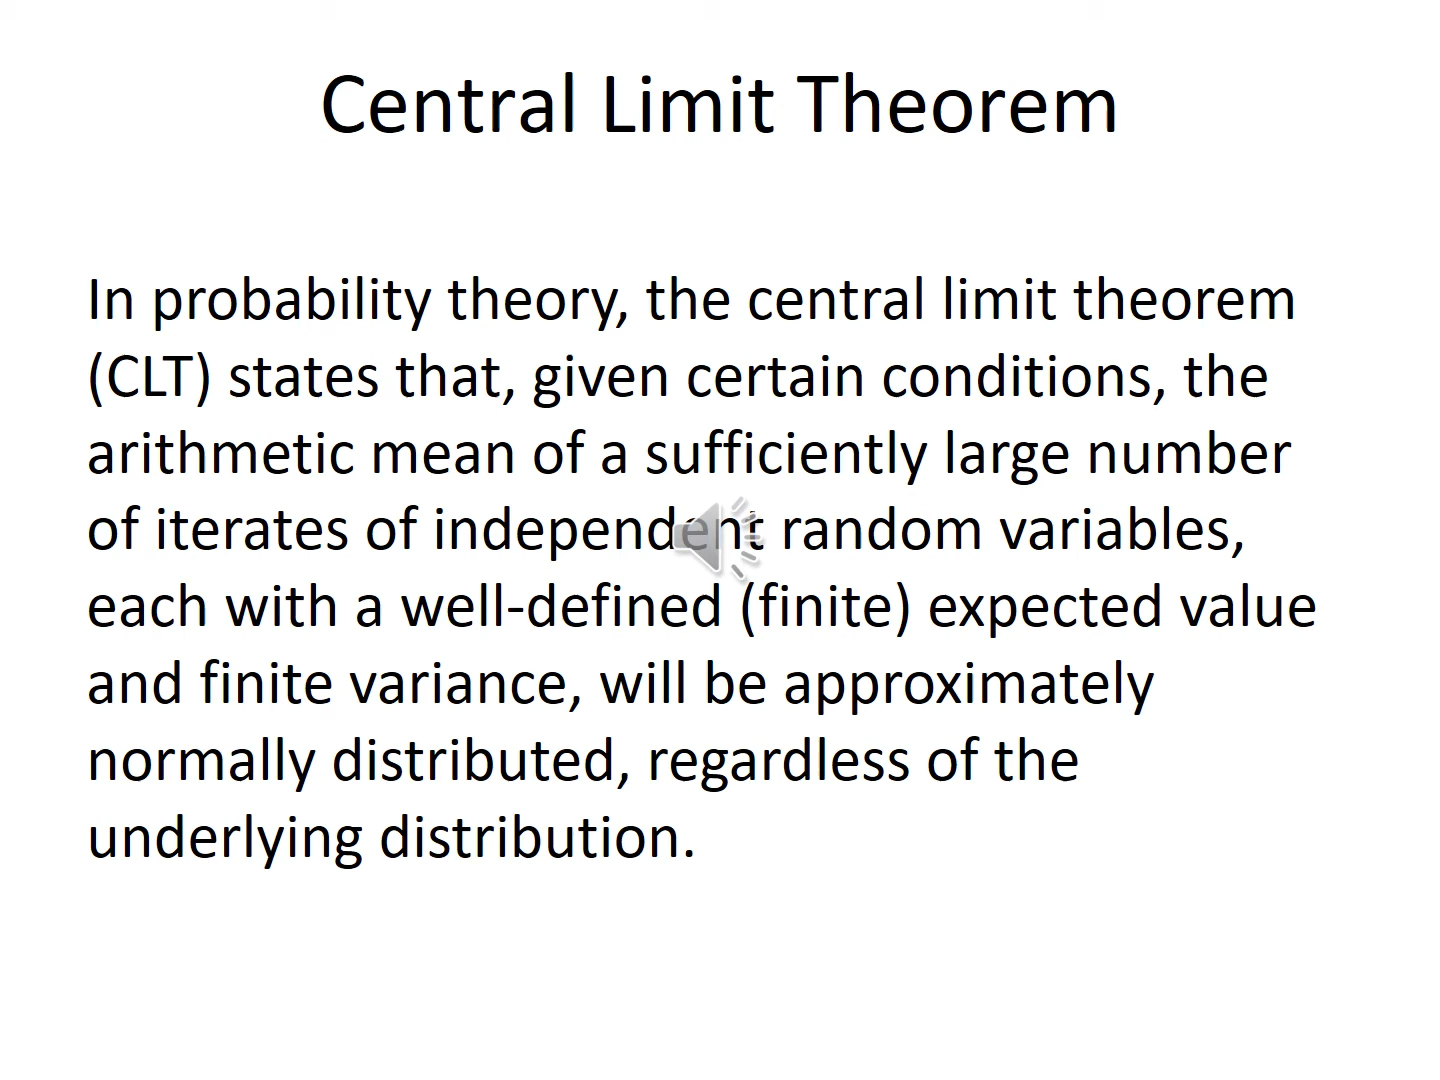 Central Limit Theorem
In probability theory, the central limit theorem
(CLT) states that, given certain conditions, the
arithmetic mean of a sufficiently large number
of iterates of independent random variables,
each with a well-defined (finite) expected value
and finite variance, will be approximately
normally distributed, regardless of the
underlying distribution.